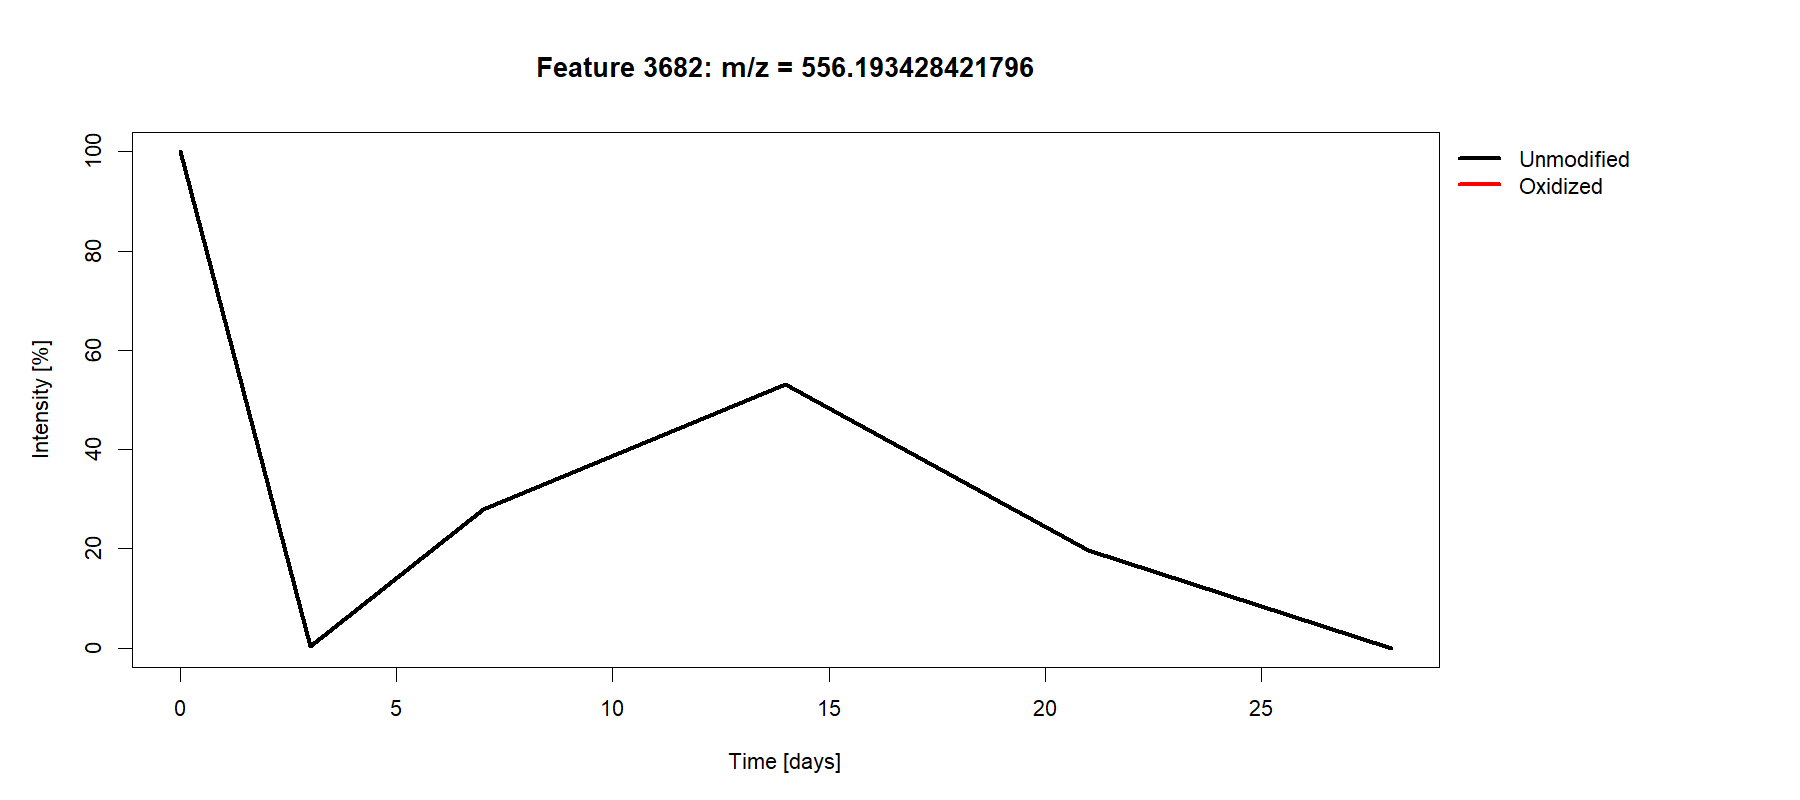 Feature 3682: m/z = 556.193428421796
Unmodified
Oxidized
Intensity [%]
100
80
60
40
20
0
0 5 10 15 20 25
Time [days]